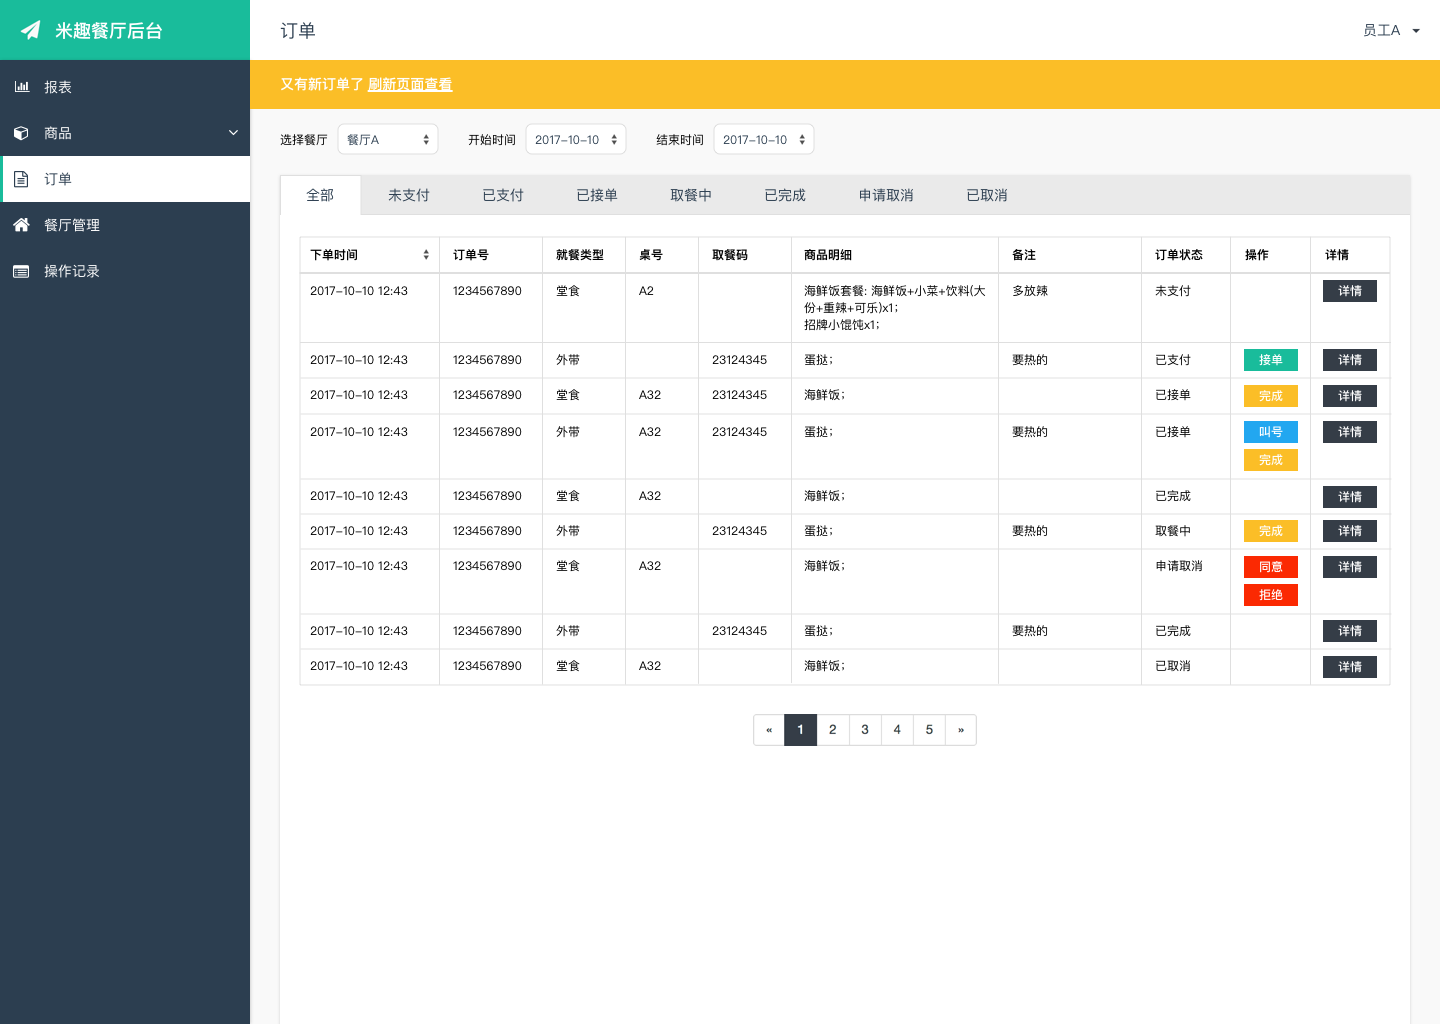 米趣餐厅后台
订单
员工A
报表
商品
订单
餐厅管理
操作记录
又有新订单了 刷新页面查看
选择餐厅 餐厅A 开始时间 2017-10-10 结束时间 2017-10-10
全部 未支付 已支付 已接单 取餐中 已完成 申请取消 已取消
下单时间 订单号 就餐类型 桌号 取餐码 商品明细 备注 订单状态 操作 详情
2017-10-10 12:43 1234567890 堂食 A2 海鲜饭套餐: 海鲜饭+小菜+饮料(大 多放辣 未支付 详情
份+重辣+可乐)x1；
招牌小馄饨x1；
2017-10-10 12:43 1234567890 外带 23124345 蛋挞； 要热的 已支付 接单 详情
2017-10-10 12:43 1234567890 堂食 A32 23124345 海鲜饭； 已接单 完成 详情
2017-10-10 12:43 1234567890 外带 A32 23124345 蛋挞； 要热的 已接单 叫号 详情
完成
2017-10-10 12:43 1234567890 堂食 A32 海鲜饭； 已完成 详情
2017-10-10 12:43 1234567890 外带 23124345 蛋挞； 要热的 取餐中 完成 详情
2017-10-10 12:43 1234567890 堂食 A32 海鲜饭； 申请取消 同意 详情
拒绝
2017-10-10 12:43 1234567890 外带 23124345 蛋挞； 要热的 已完成 详情
2017-10-10 12:43 1234567890 堂食 A32 海鲜饭； 已取消 详情
« 1 2 3 4 5 »